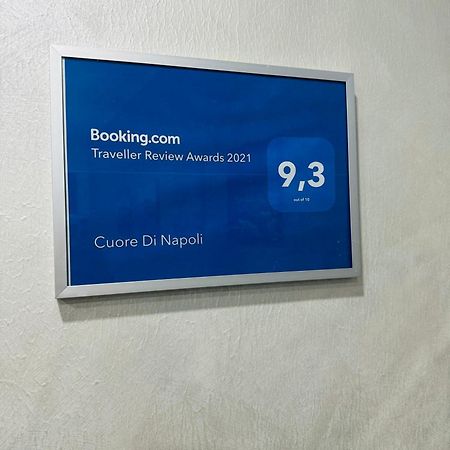 Booking.com
Traveller Review Awards 2021
9,3
out of 10
Cuore Di Napoli